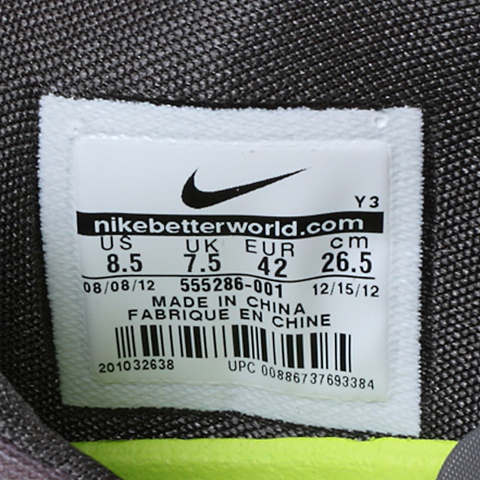 Y3
nikebetterworld.com
US UK EUR cm
8.5 7.5 42 26.5
08/08/12 555286-001 12/15/12
MADE IN CHINA
FABRIQUE EN CHINE
201032638 UPC 00886737693384